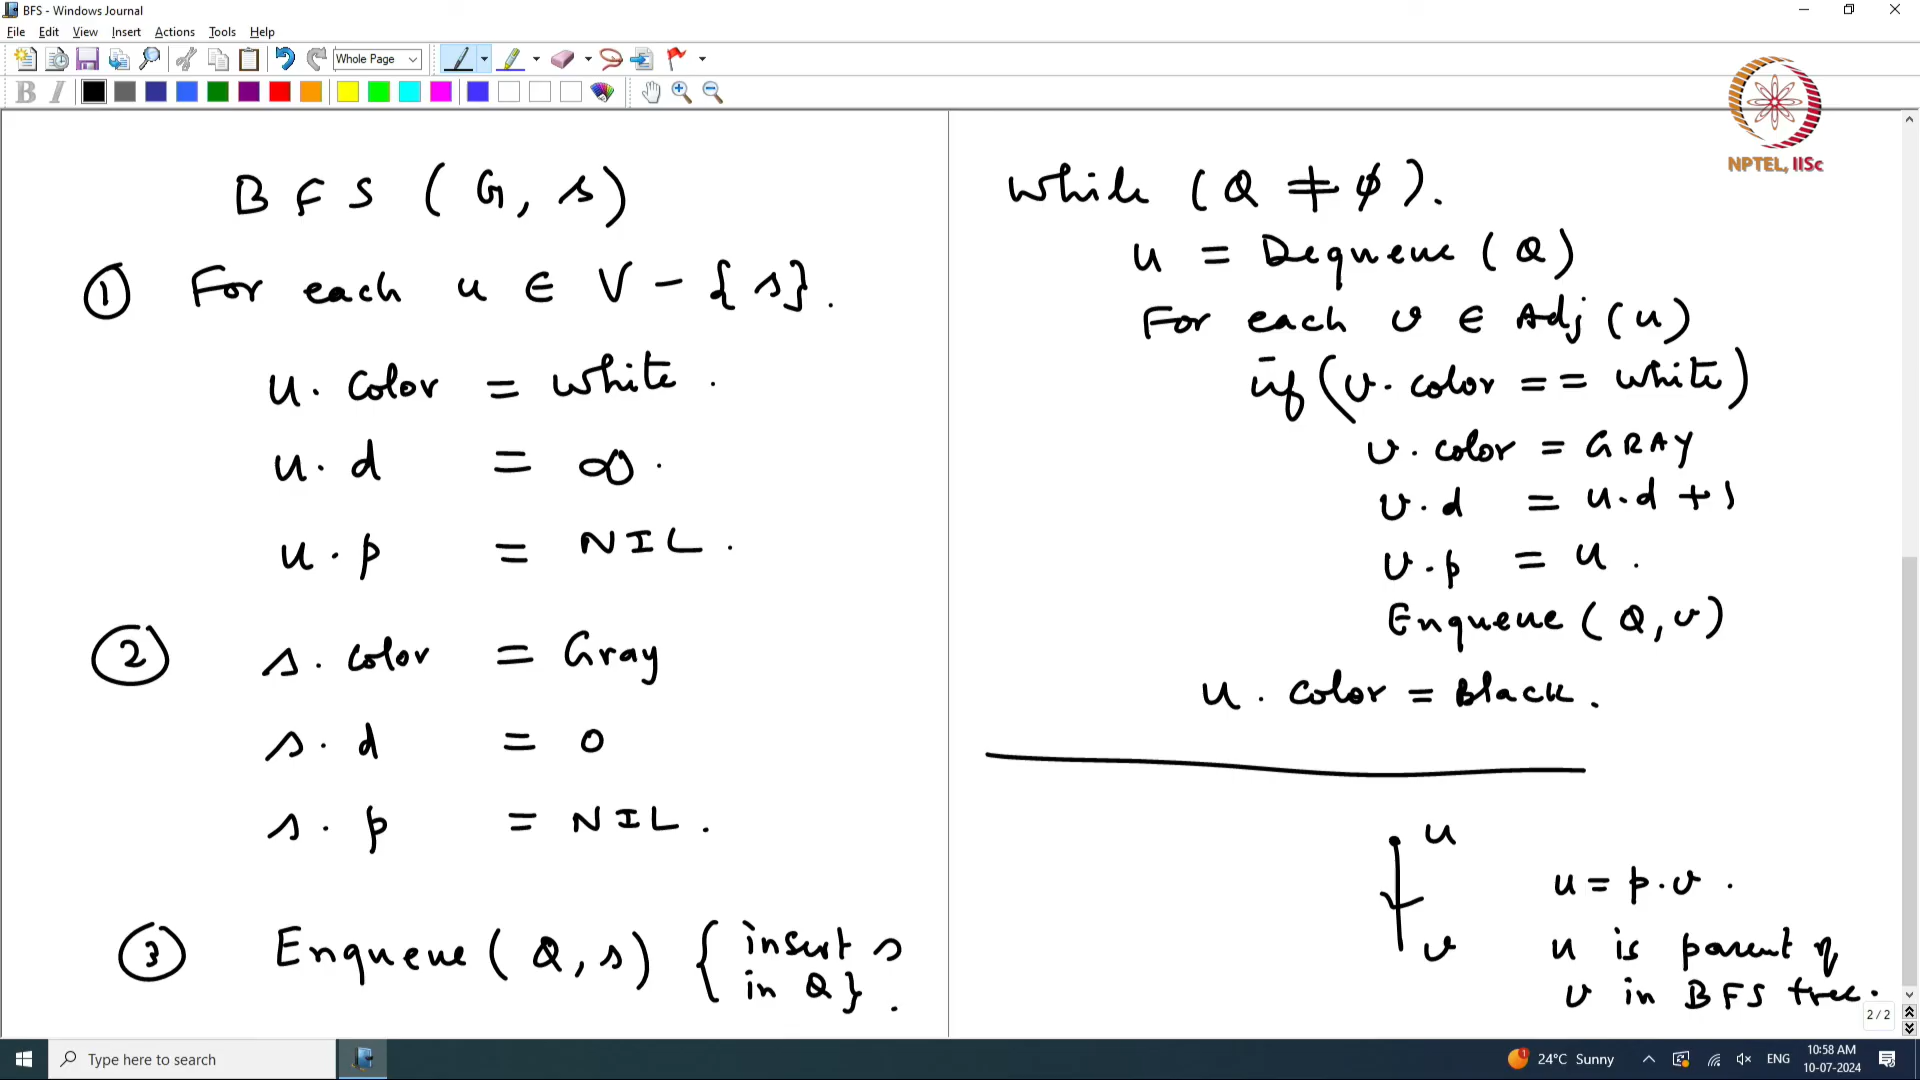 BFS - Windows Journal
File Edit View Insert Actions Tools Help
Whole Page
B I
NPTEL, IISc
BFS (G, s)
① For each u ∈ V - {s}.
u. color = white.
u. d = ∞.
u. p = NIL.
② s. color = Gray
s. d = 0
s. p = NIL.
③ Enqueue (Q, s) { insert s
in Q}.
while (Q ≠ φ).
u = Dequeue (Q)
For each v ∈ Adj (u)
if (v. color == white)
v. color = GRAY
v. d = u.d + 1
v. p = u.
Enqueue (Q, v)
u. color = Black.
u
v
u = p.v.
u is parent of
v in BFS tree.
2 / 2
Type here to search
24°C Sunny
ENG
10:58 AM
10-07-2024